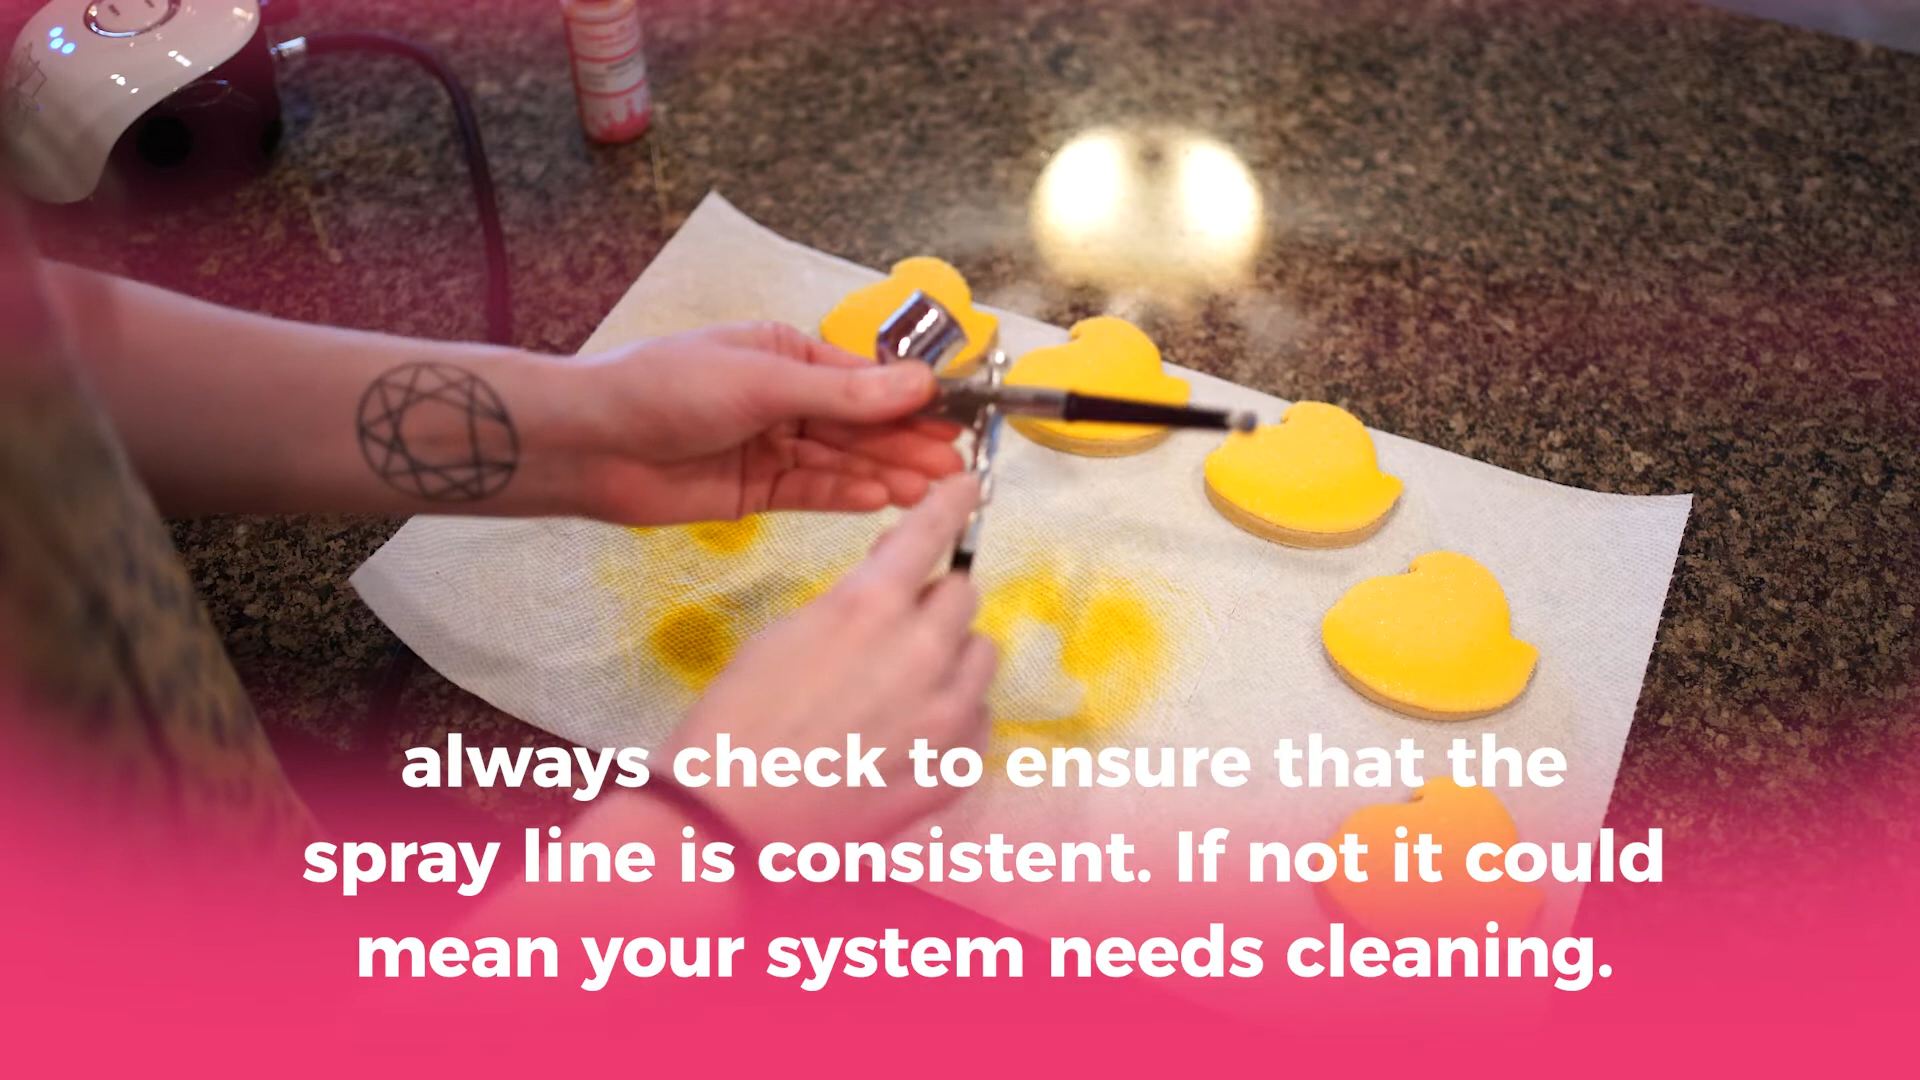 always check to ensure that the
spray line is consistent. If not it could
mean your system needs cleaning.